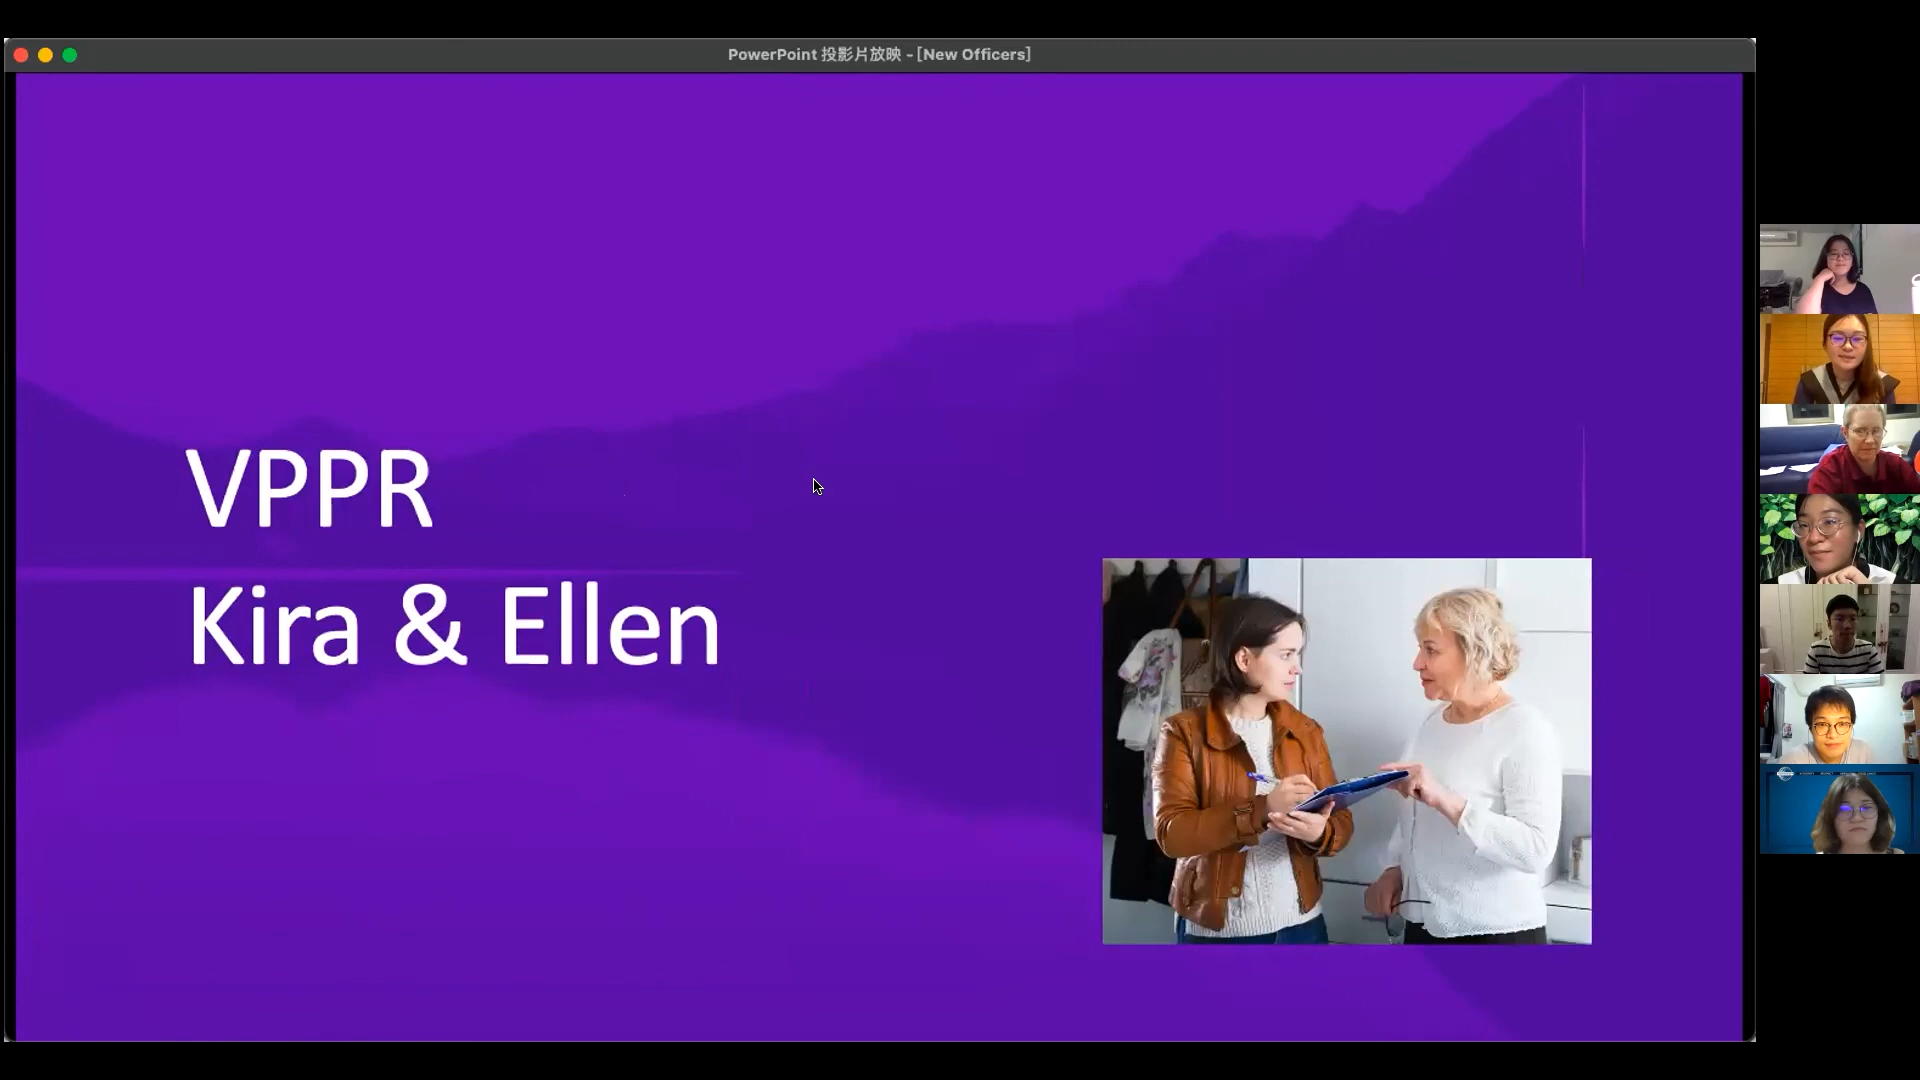 PowerPoint 投影片放映 - [New Officers]
VPPR
Kira & Ellen